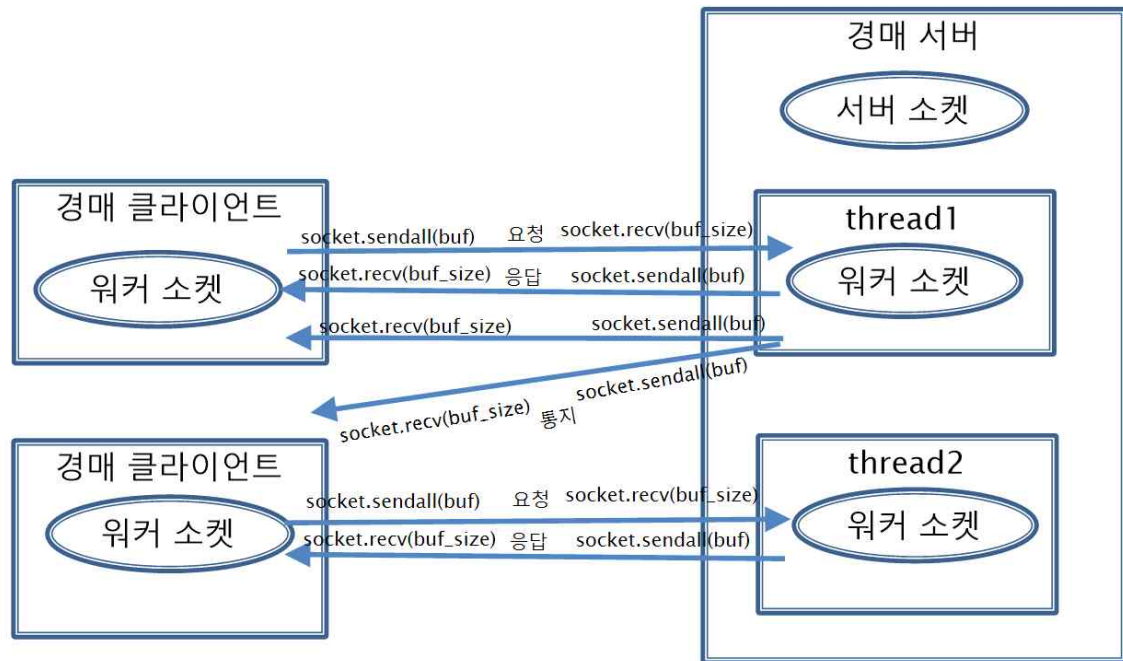 경매 서버
서버 소켓
경매 클라이언트
워커 소켓
socket.sendall(buf) 요청 socket.recv(buf_size)
socket.recv(buf_size) 응답 socket.sendall(buf)
socket.recv(buf_size) socket.sendall(buf)
socket.recv(buf_size) 통지 socket.sendall(buf)
thread1
워커 소켓
경매 클라이언트
워커 소켓
socket.sendall(buf) 요청 socket.recv(buf_size)
socket.recv(buf_size) 응답 socket.sendall(buf)
thread2
워커 소켓